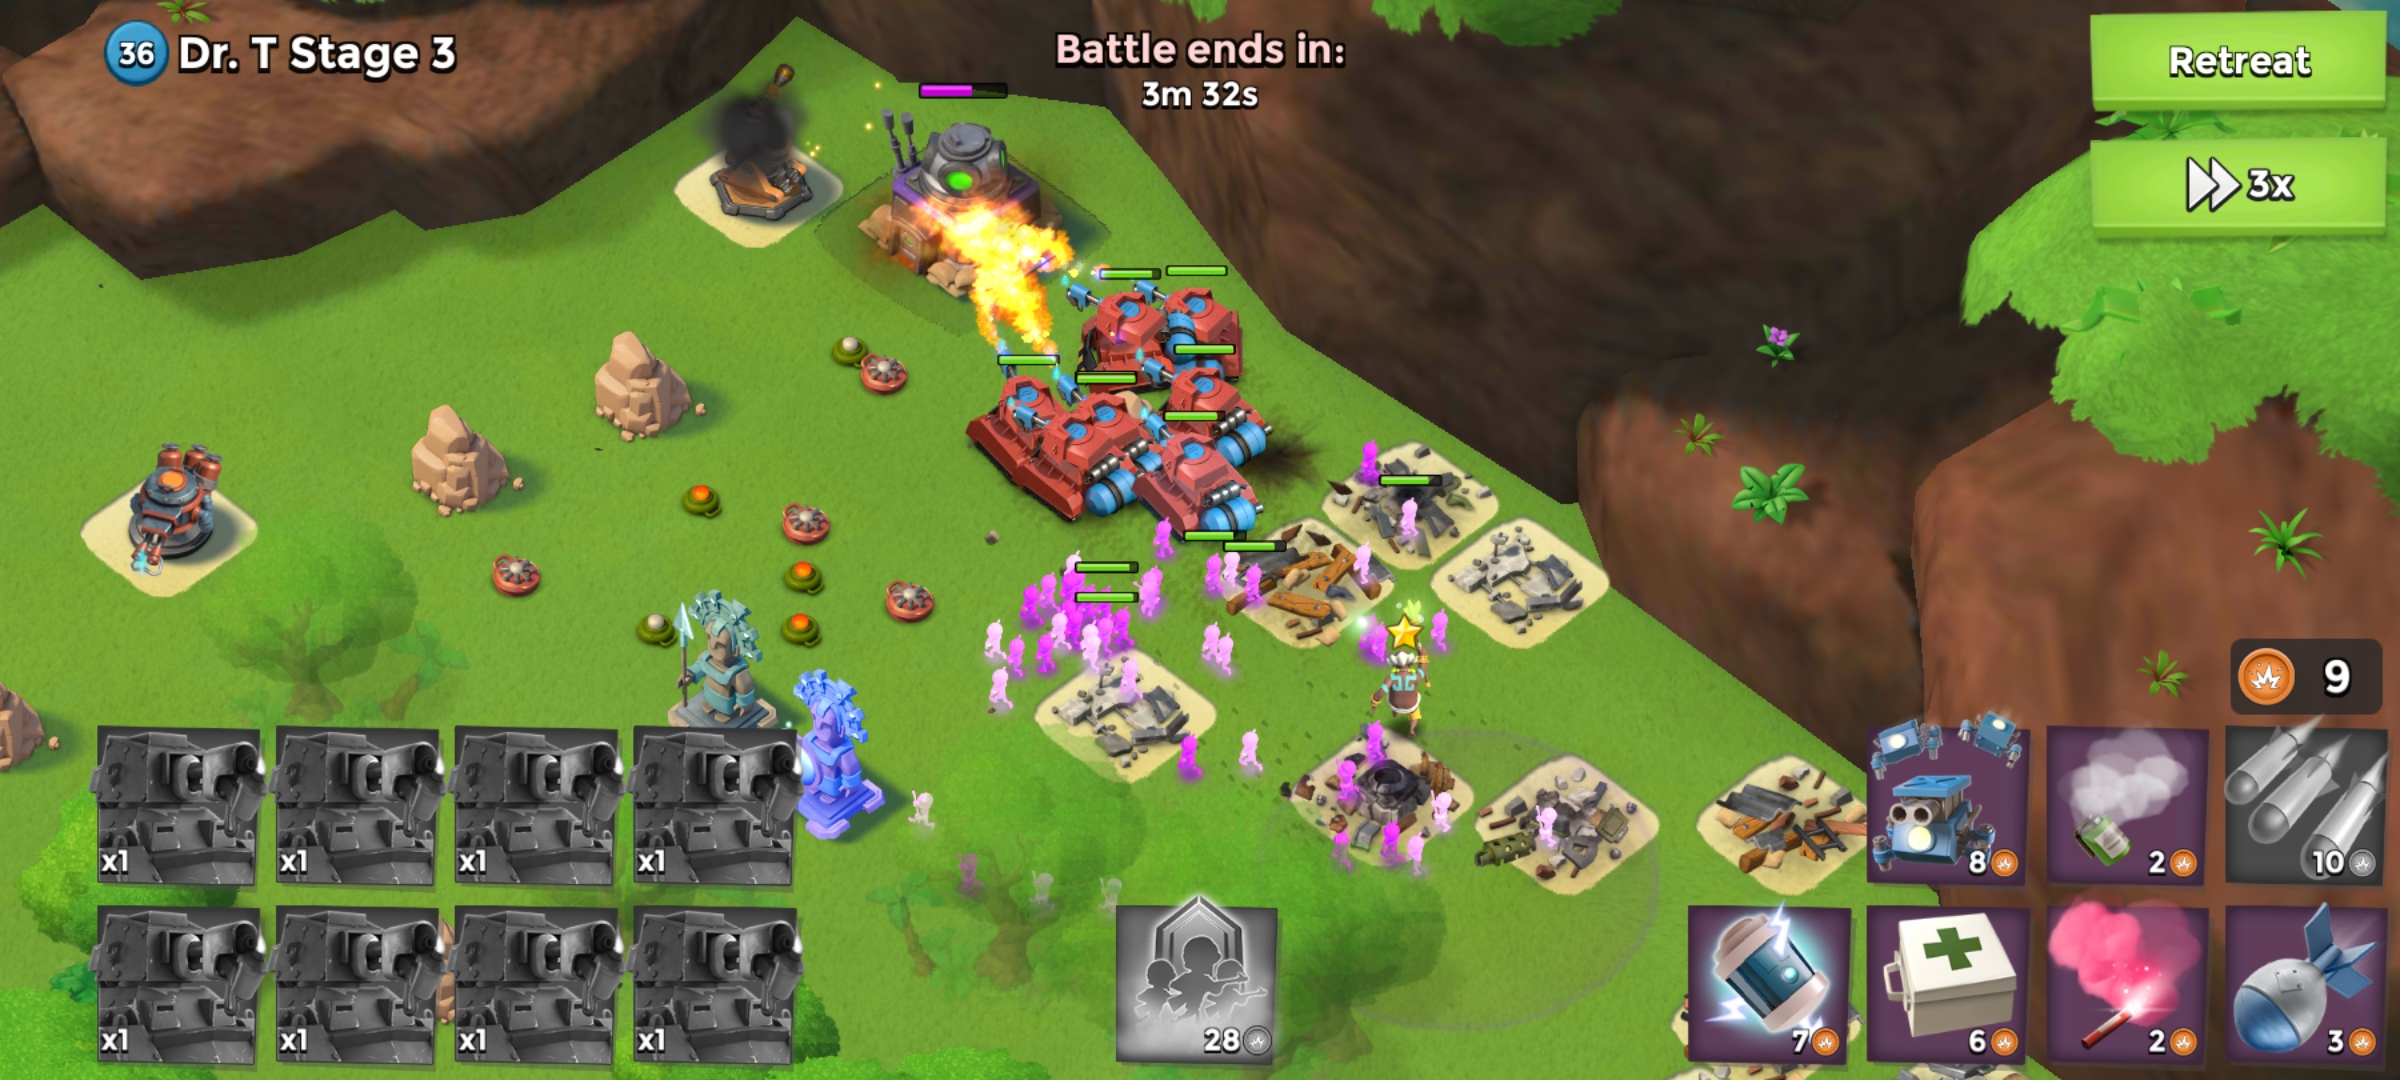 36 Dr. T Stage 3
Battle ends in:
3m 32s
Retreat
3x
9
52
x1 x1 x1 x1
8 2 10
x1 x1 x1 x1
28
7 6 2 3